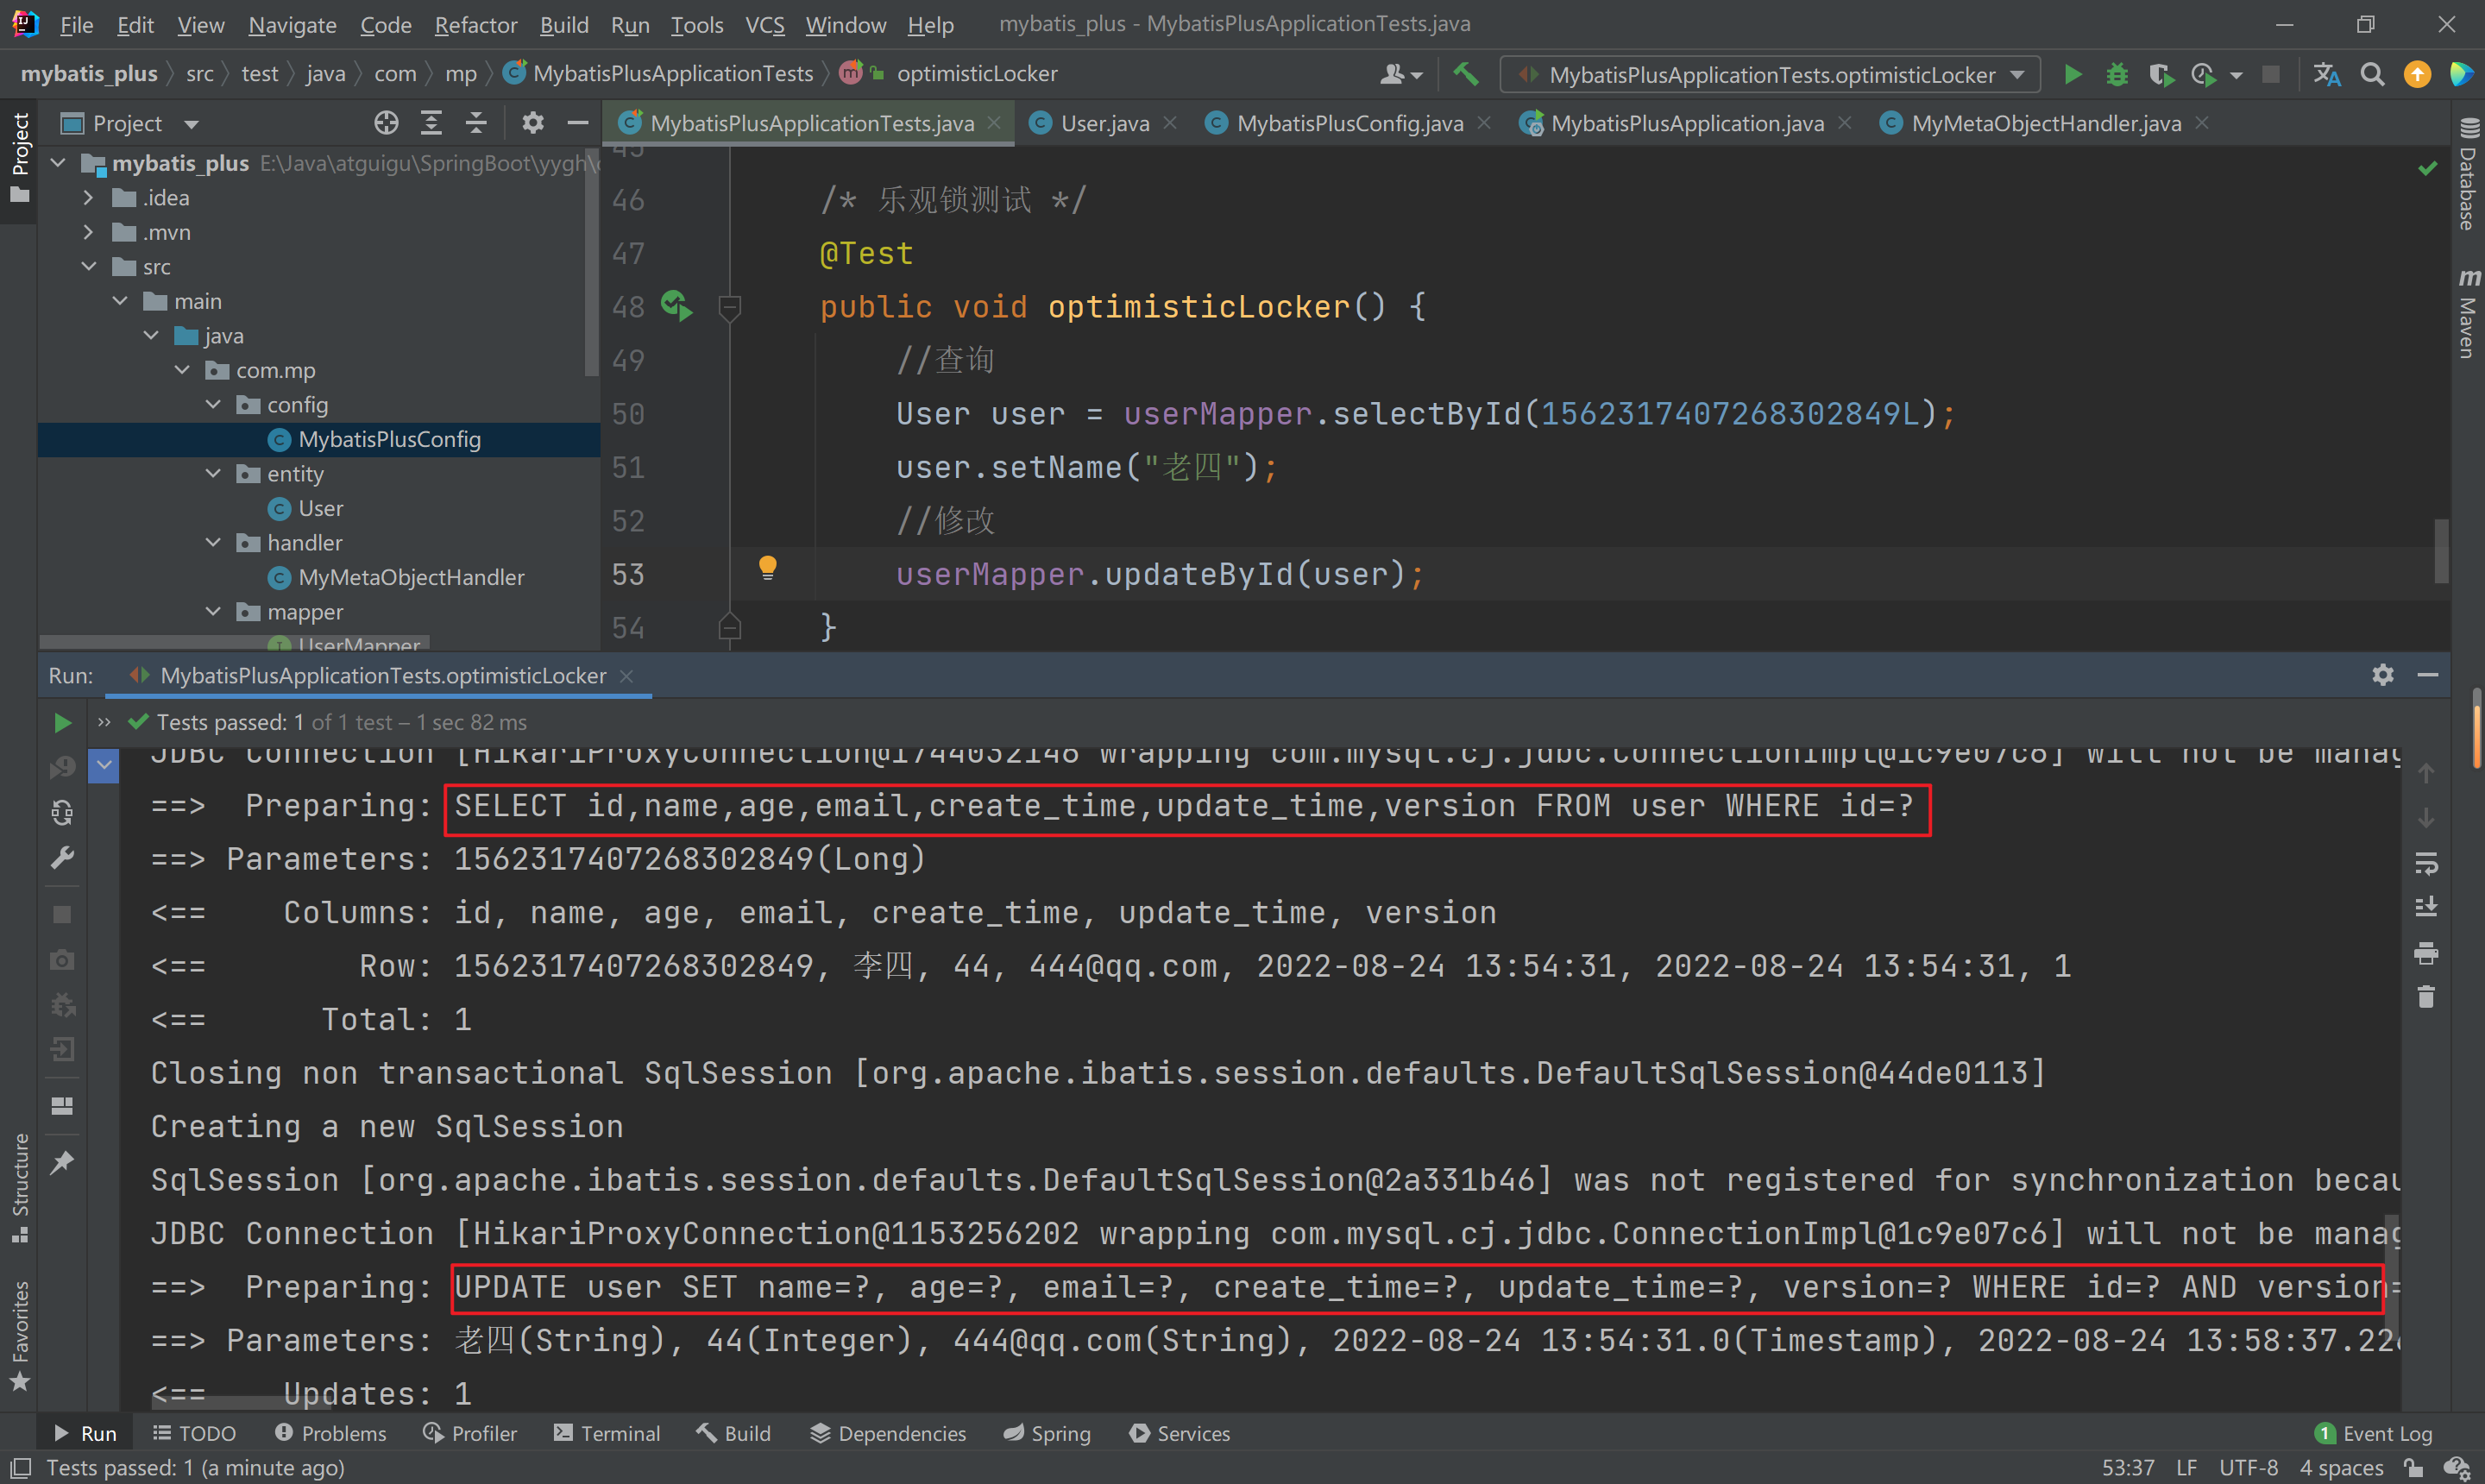 File Edit View Navigate Code Refactor Build Run Tools VCS Window Help mybatis_plus - MybatisPlusApplicationTests.java
mybatis_plus src test java com mp MybatisPlusApplicationTests optimisticLocker MybatisPlusApplicationTests.optimisticLocker
Project
Project
MybatisPlusApplicationTests.java User.java MybatisPlusConfig.java MybatisPlusApplication.java MyMetaObjectHandler.java
Database
Maven
mybatis_plus E:\Java\atguigu\SpringBoot\yygh\
.idea
.mvn
src
main
java
com.mp
config
MybatisPlusConfig
entity
User
handler
MyMetaObjectHandler
mapper
UserMapper
45
46 /* 乐观锁测试 */
47 @Test
48 public void optimisticLocker() {
49 //查询
50 User user = userMapper.selectById(1562317407268302849L);
51 user.setName("老四");
52 //修改
53 userMapper.updateById(user);
54 }
Run: MybatisPlusApplicationTests.optimisticLocker
Tests passed: 1 of 1 test – 1 sec 82 ms
JDBC Connection [HikariProxyConnection@1744032146 wrapping com.mysql.cj.jdbc.ConnectionImpl@1c9e07c6] will not be manag
==>  Preparing: SELECT id,name,age,email,create_time,update_time,version FROM user WHERE id=?
==> Parameters: 1562317407268302849(Long)
<==    Columns: id, name, age, email, create_time, update_time, version
<==        Row: 1562317407268302849, 李四, 44, 444@qq.com, 2022-08-24 13:54:31, 2022-08-24 13:54:31, 1
<==      Total: 1
Closing non transactional SqlSession [org.apache.ibatis.session.defaults.DefaultSqlSession@44de0113]
Creating a new SqlSession
SqlSession [org.apache.ibatis.session.defaults.DefaultSqlSession@2a331b46] was not registered for synchronization becau
JDBC Connection [HikariProxyConnection@1153256202 wrapping com.mysql.cj.jdbc.ConnectionImpl@1c9e07c6] will not be manag
==>  Preparing: UPDATE user SET name=?, age=?, email=?, create_time=?, update_time=?, version=? WHERE id=? AND version=
==> Parameters: 老四(String), 44(Integer), 444@qq.com(String), 2022-08-24 13:54:31.0(Timestamp), 2022-08-24 13:58:37.226
<==    Updates: 1
Structure
Favorites
Run TODO Problems Profiler Terminal Build Dependencies Spring Services 1 Event Log
Tests passed: 1 (a minute ago) 53:37 LF UTF-8 4 spaces